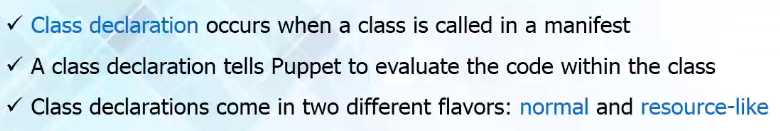 ✓ Class declaration occurs when a class is called in a manifest
✓ A class declaration tells Puppet to evaluate the code within the class
✓ Class declarations come in two different flavors: normal and resource-like